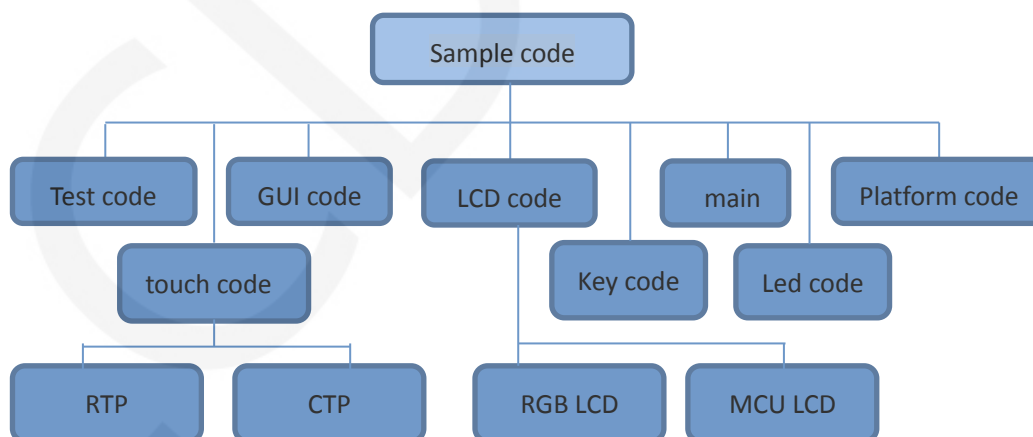 Sample code
Test code
GUI code
LCD code
main
Platform code
touch code
Key code
Led code
RTP
CTP
RGB LCD
MCU LCD